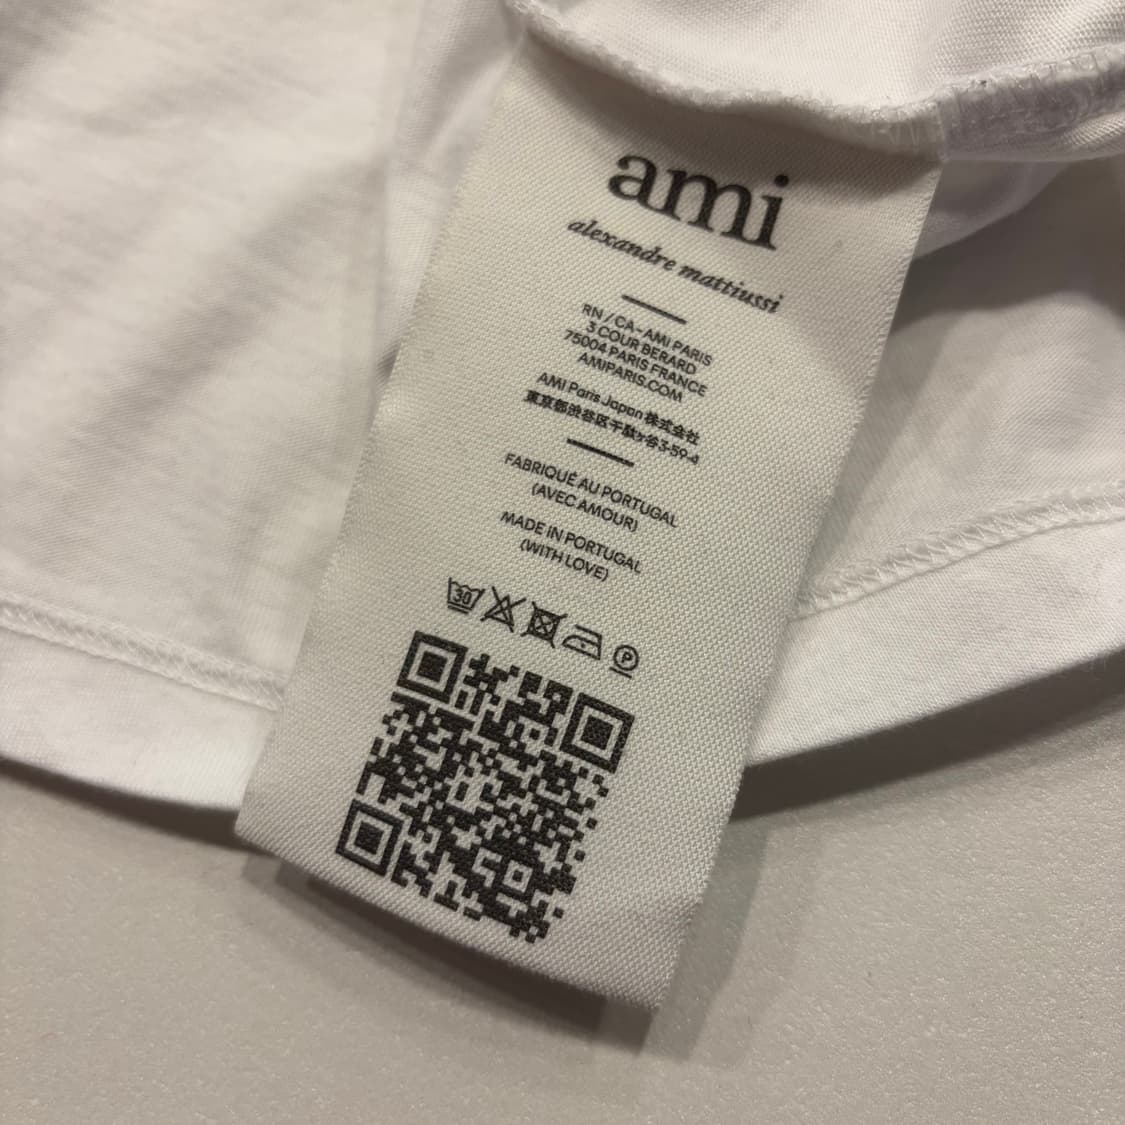 ami
alexandre mattiussi
RN / CA - AMI PARIS
3 COUR BERARD
75004 PARIS FRANCE
AMIPARIS.COM
AMI Paris Japan 株式会社
東京都渋谷区千駄ヶ谷3-59-4
FABRIQUÉ AU PORTUGAL
(AVEC AMOUR)
MADE IN PORTUGAL
(WITH LOVE)
30
P